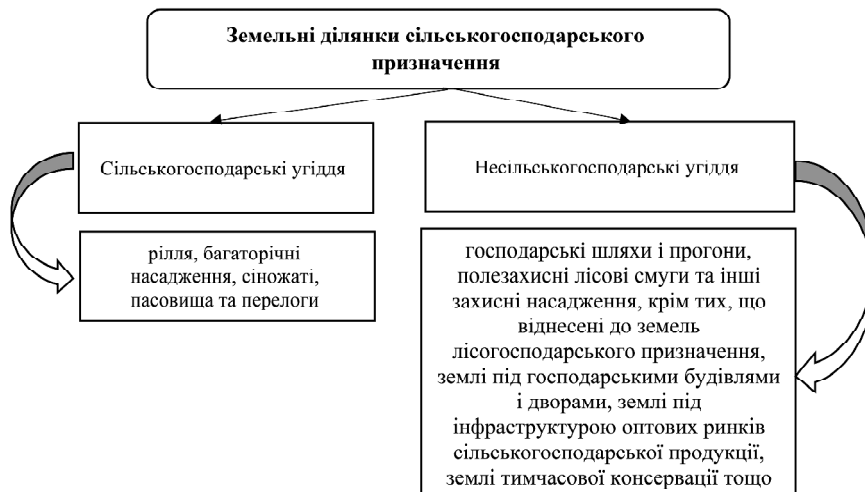 Земельні ділянки сільськогосподарського
призначення
Сільськогосподарські угіддя
Несільськогосподарські угіддя
рілля, багаторічні
насадження, сіножаті,
пасовища та перелоги
господарські шляхи і прогони,
полезахисні лісові смуги та інші
захисні насадження, крім тих, що
віднесені до земель
лісогосподарського призначення,
землі під господарськими будівлями
і дворами, землі під
інфраструктурою оптових ринків
сільськогосподарської продукції,
землі тимчасової консервації тощо